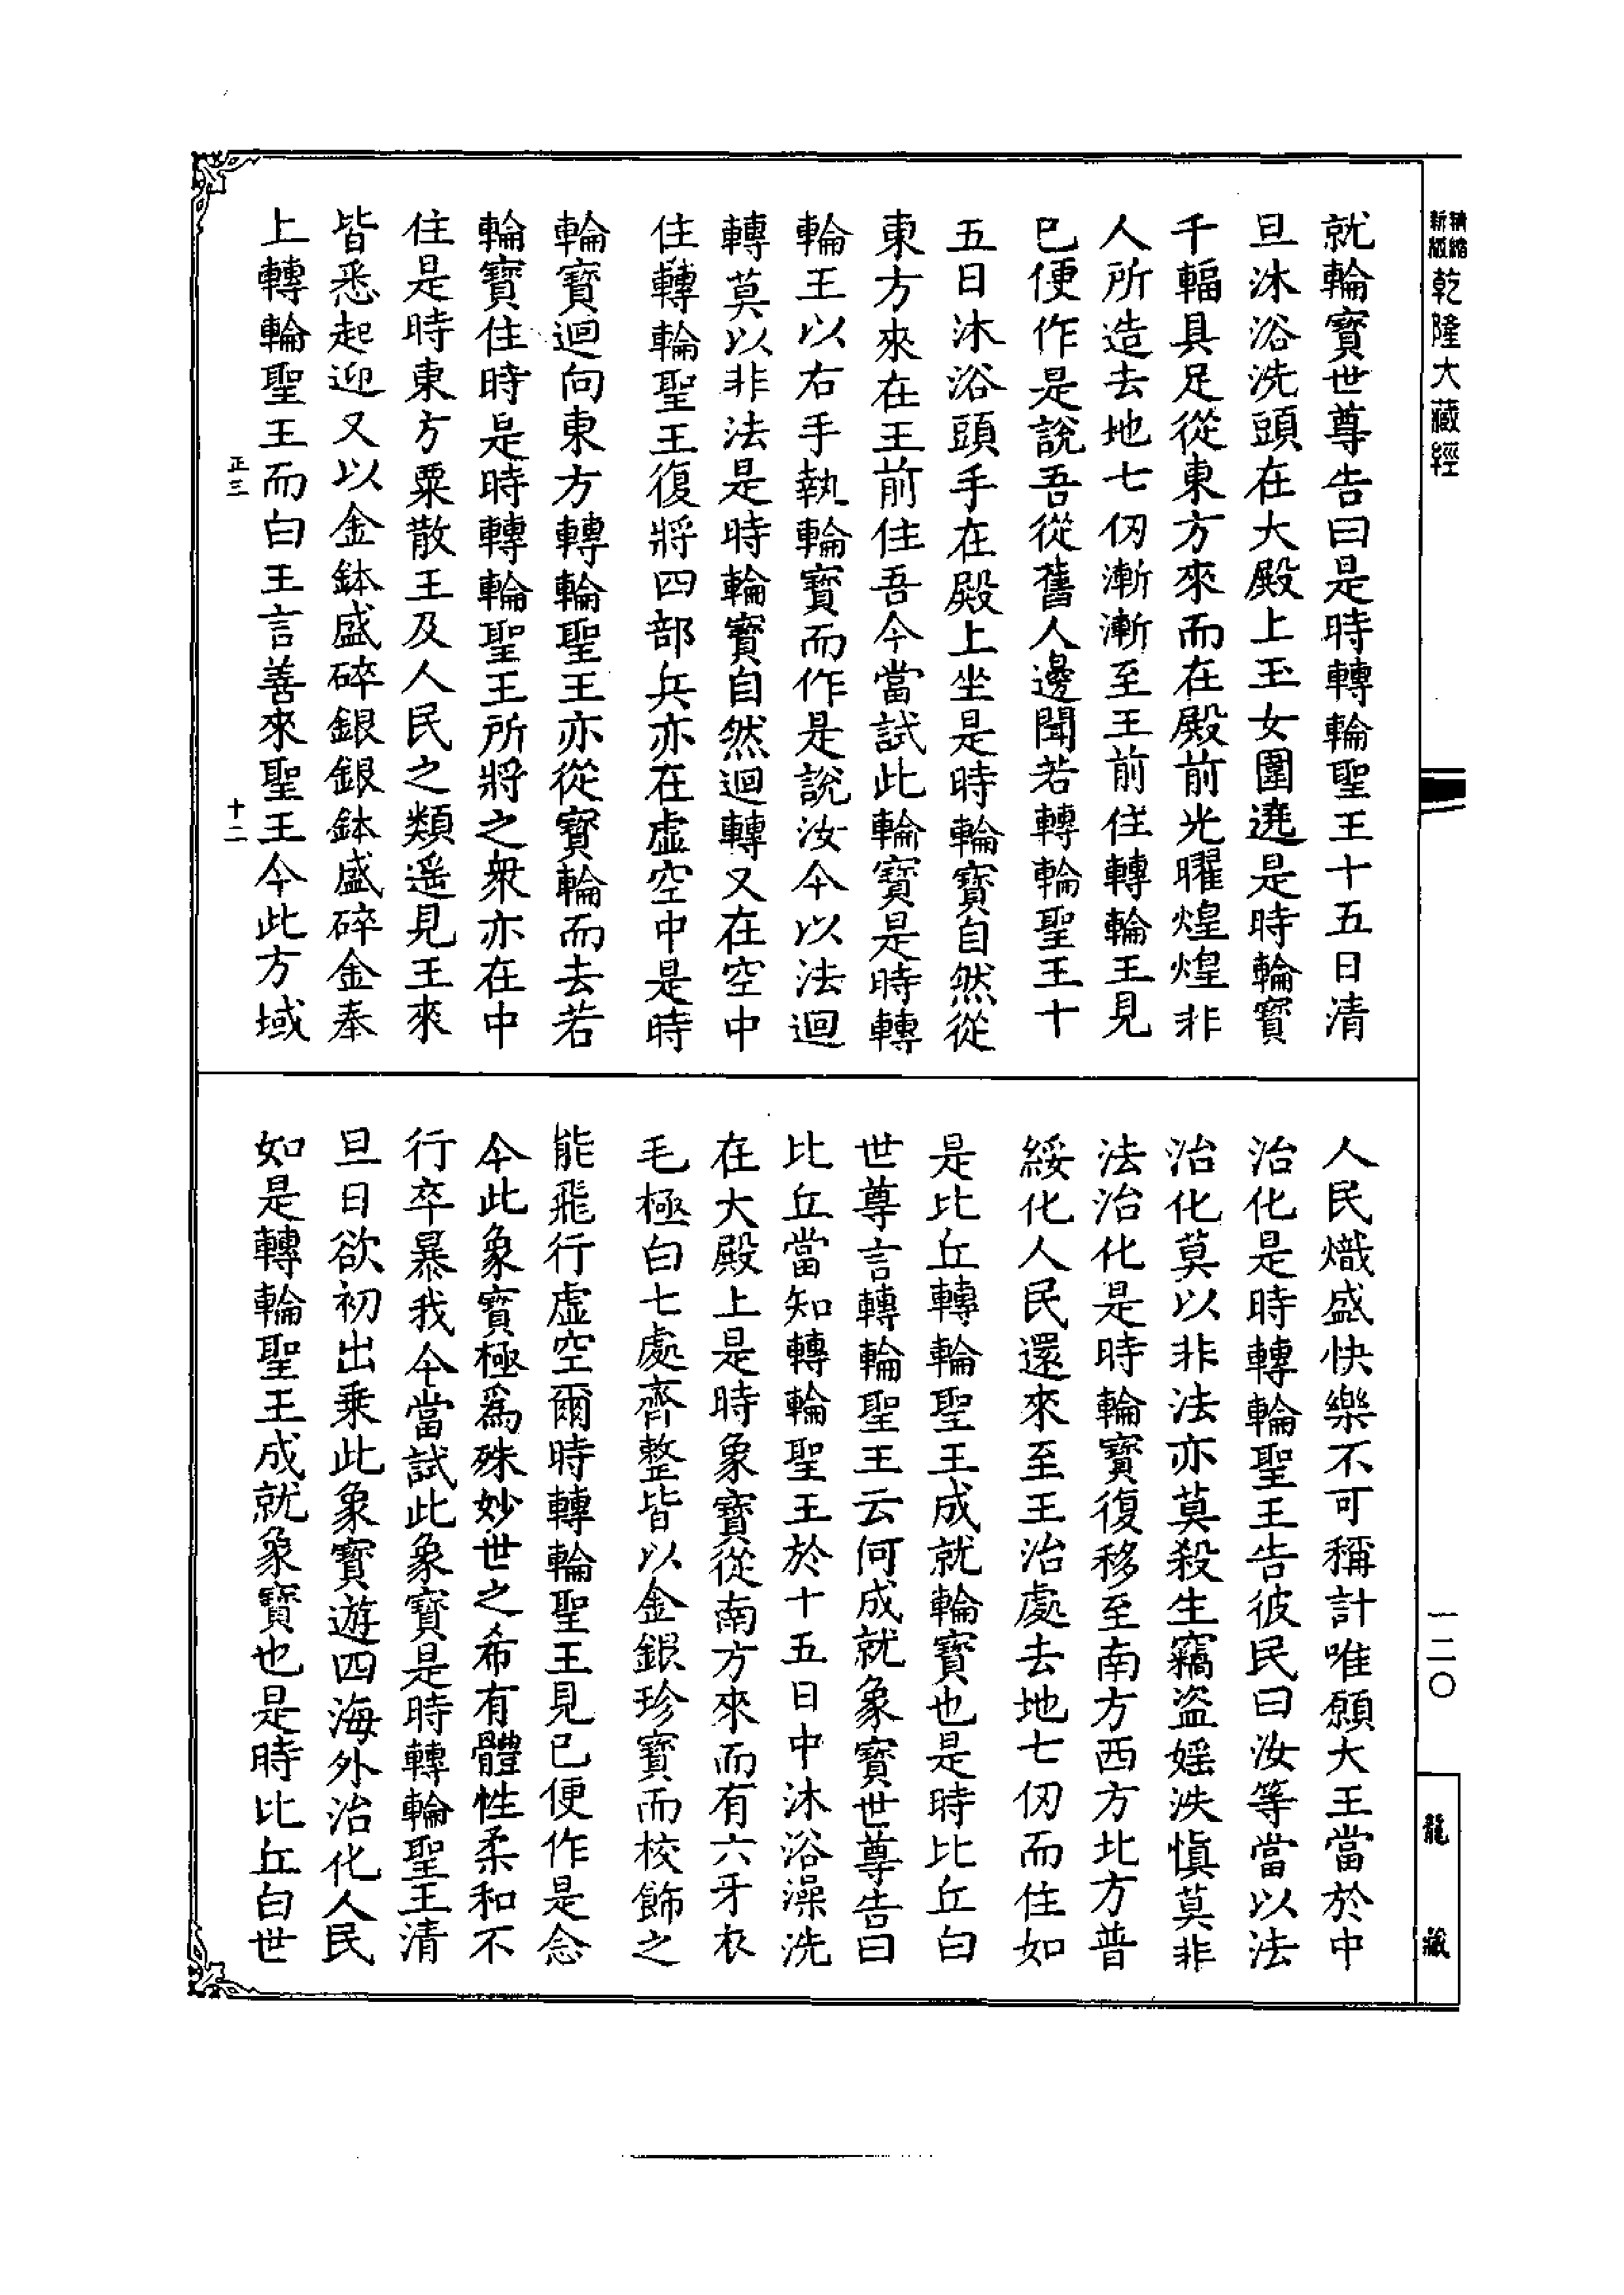 精縮新版乾隆大藏經
就輪寶世尊告曰是時轉輪聖王十五日清
旦沐浴洗頭在大殿上玉女圍遶是時輪寶
千輻具足從東方來而在殿前光曜煌煌非
人所造去地七仞漸漸至王前住轉輪王見
已便作是說吾從舊人邊聞若轉輪聖王十
五日沐浴頭手在殿上坐是時輪寶自然從
東方來在王前住吾今當試此輪寶是時轉
輪王以右手執輪寶而作是說汝今以法迴
轉莫以非法是時輪寶自然迴轉又在空中
住轉輪聖王復將四部兵亦在虛空中是時
輪寶迴向東方轉輪聖王亦從寶輪而去若
輪寶住時是時轉輪聖王所將之衆亦在中
住是時東方粟散王及人民之類遥見王來
皆悉起迎又以金鉢盛碎銀銀鉢盛碎金奉
上轉輪聖王而白王言善來聖王今此方域
正三
十二
人民熾盛快樂不可稱計唯願大王當於中
治化是時轉輪聖王告彼民曰汝等當以法
治化莫以非法亦莫殺生竊盜婬泆慎莫非
法治化是時輪寶復移至南方西方北方普
綏化人民還來至王治處去地七仞而住如
是比丘轉輪聖王成就輪寶也是時比丘白
世尊言轉輪聖王云何成就象寶世尊告曰
比丘當知轉輪聖王於十五日中沐浴澡洗
在大殿上是時象寶從南方來而有六牙衣
毛極白七處齊整皆以金銀珍寶而校飾之
能飛行虛空爾時轉輪聖王見已便作是念
今此象寶極爲殊妙世之希有體性柔和不
行卒暴我今當試此象寶是時轉輪聖王清
旦日欲初出乗此象寶遊四海外治化人民
如是轉輪聖王成就象寶也是時比丘白世
一二〇
龍藏